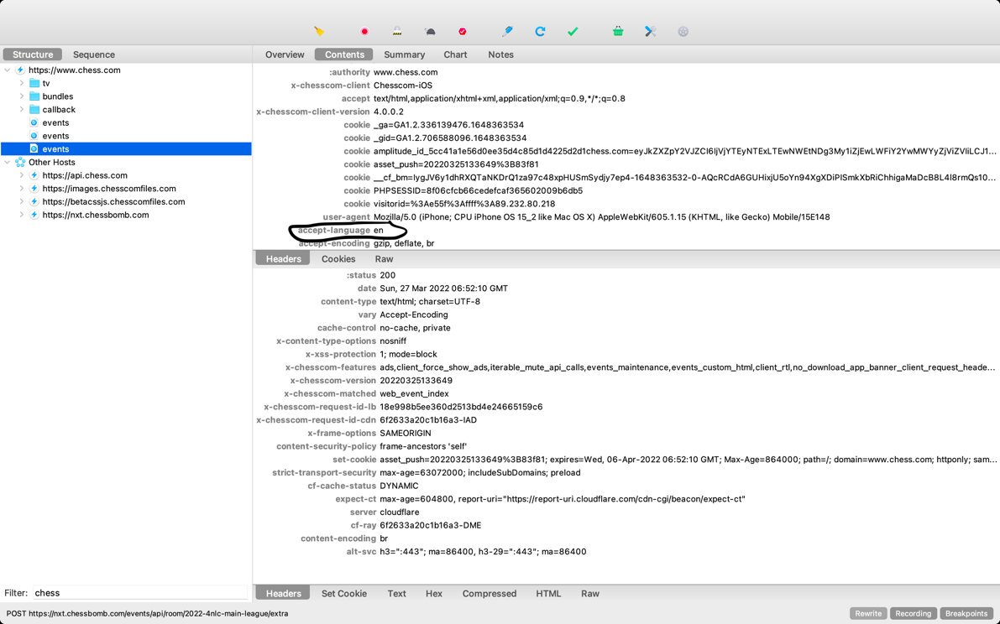 Structure Sequence
https://www.chess.com
tv
bundles
callback
events
events
events
Other Hosts
https://api.chess.com
https://images.chesscomfiles.com
https://betacssjs.chesscomfiles.com
https://nxt.chessbomb.com
Filter: chess
Overview Contents Summary Chart Notes
:authority www.chess.com
x-chesscom-client Chesscom-iOS
accept text/html,application/xhtml+xml,application/xml;q=0.9,*/*;q=0.8
x-chesscom-client-version 4.0.0.2
cookie _ga=GA1.2.336139476.1648363534
cookie _gid=GA1.2.706588096.1648363534
cookie amplitude_id_5cc41a1e56d0ee35d4c85d1d4225d2d1chess.com=eyJkZXZpY2VJZCI6IjVjYTEyNTExLTEwNWEtNDg3My1iZjEwLWFiY2YwMWYyZjViZVIiLCJ1...
cookie asset_push=20220325133649%3B83f81
cookie __cf_bm=lygJV6y1dhRXQTaNKDrQ1za97c48xpHUSmSydjy7ep4-1648363532-0-AQcRCdA6GUHixjU5oYn94XgXDiPlSmkXbRiChhigaMaDcB8L4I8rmQs10...
cookie PHPSESSID=8f06cfcb66cedefcaf365602009b6db5
cookie visitorid=%3Ae55f%3Affff%3A89.232.80.218
user-agent Mozilla/5.0 (iPhone; CPU iPhone OS 15_2 like Mac OS X) AppleWebKit/605.1.15 (KHTML, like Gecko) Mobile/15E148
accept-language en
accept-encoding gzip, deflate, br
Headers Cookies Raw
:status 200
date Sun, 27 Mar 2022 06:52:10 GMT
content-type text/html; charset=UTF-8
vary Accept-Encoding
cache-control no-cache, private
x-content-type-options nosniff
x-xss-protection 1; mode=block
x-chesscom-features ads,client_force_show_ads,iterable_mute_api_calls,events_maintenance,events_custom_html,client_rtl,no_download_app_banner_client_request_heade...
x-chesscom-version 20220325133649
x-chesscom-matched web_event_index
x-chesscom-request-id-lb 18e998b5ee360d2513bd4e24665159c6
x-chesscom-request-id-cdn 6f2633a20c1b16a3-IAD
x-frame-options SAMEORIGIN
content-security-policy frame-ancestors 'self'
set-cookie asset_push=20220325133649%3B83f81; expires=Wed, 06-Apr-2022 06:52:10 GMT; Max-Age=864000; path=/; domain=www.chess.com; httponly; sam...
strict-transport-security max-age=63072000; includeSubDomains; preload
cf-cache-status DYNAMIC
expect-ct max-age=604800, report-uri="https://report-uri.cloudflare.com/cdn-cgi/beacon/expect-ct"
server cloudflare
cf-ray 6f2633a20c1b16a3-DME
content-encoding br
alt-svc h3=":443"; ma=86400, h3-29=":443"; ma=86400
Headers Set Cookie Text Hex Compressed HTML Raw
POST https://nxt.chessbomb.com/events/api/room/2022-4nlc-main-league/extra
Rewrite Recording Breakpoints